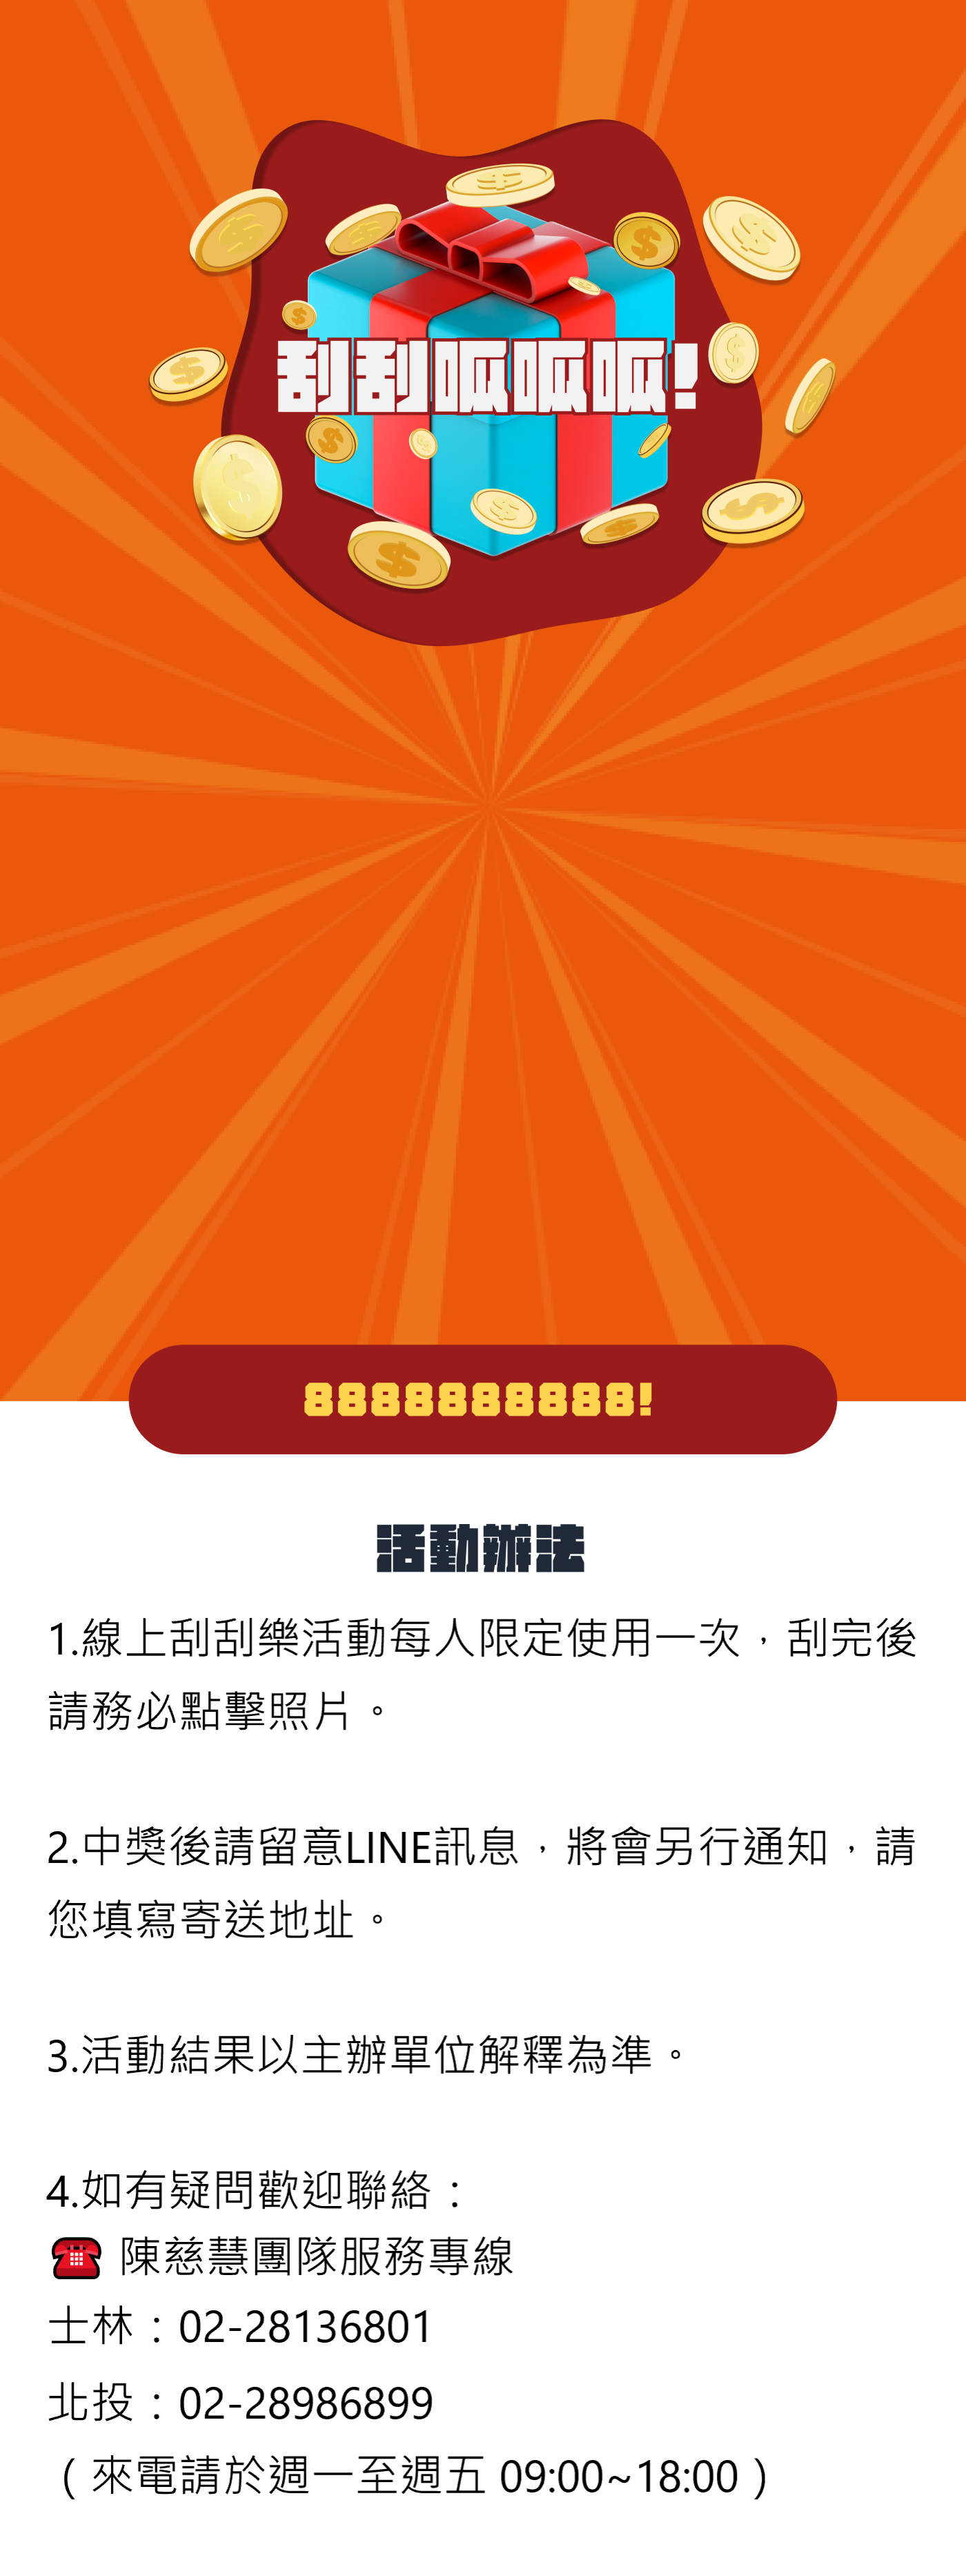 刮刮呱呱呱!
8888888888!
活動辦法
1.線上刮刮樂活動每人限定使用一次，刮完後
請務必點擊照片。
2.中獎後請留意LINE訊息，將會另行通知，請
您填寫寄送地址。
3.活動結果以主辦單位解釋為準。
4.如有疑問歡迎聯絡：
☎️ 陳慈慧團隊服務專線
士林：02-28136801
北投：02-28986899
（來電請於週一至週五 09:00~18:00）